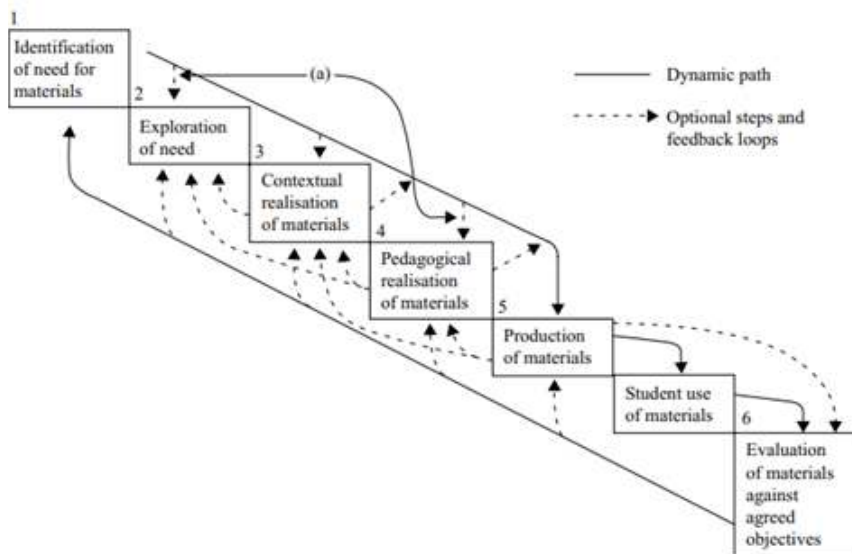 1
Identification
of need for
materials
2
Exploration
of need
3
Contextual
realisation
of materials
4
Pedagogical
realisation
of materials
5
Production
of materials
Student use
of materials
6
Evaluation
of materials
against
agreed
objectives
(a)
Dynamic path
Optional steps and
feedback loops